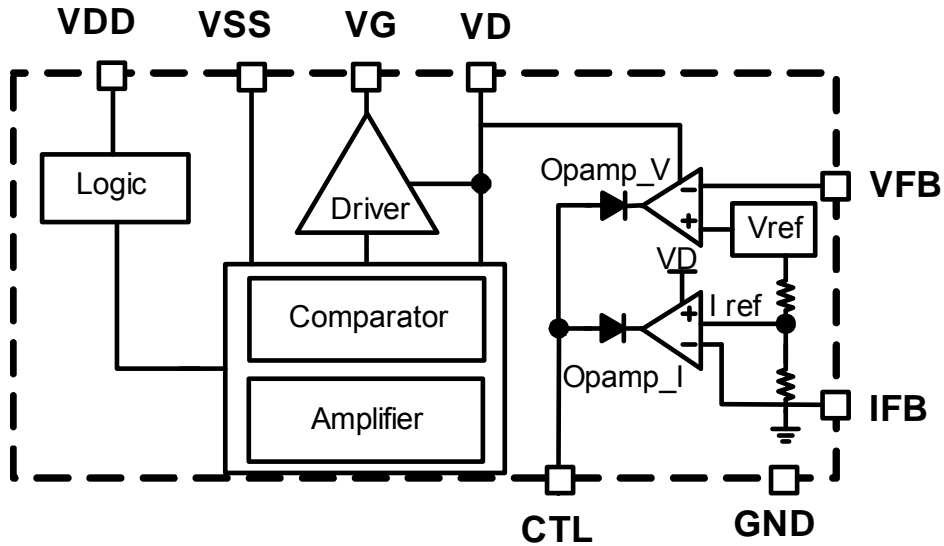 VDD
VSS
VG
VD
Logic
Driver
Opamp_V
VFB
Vref
VD
Comparator
I ref
Opamp_I
Amplifier
IFB
CTL
GND